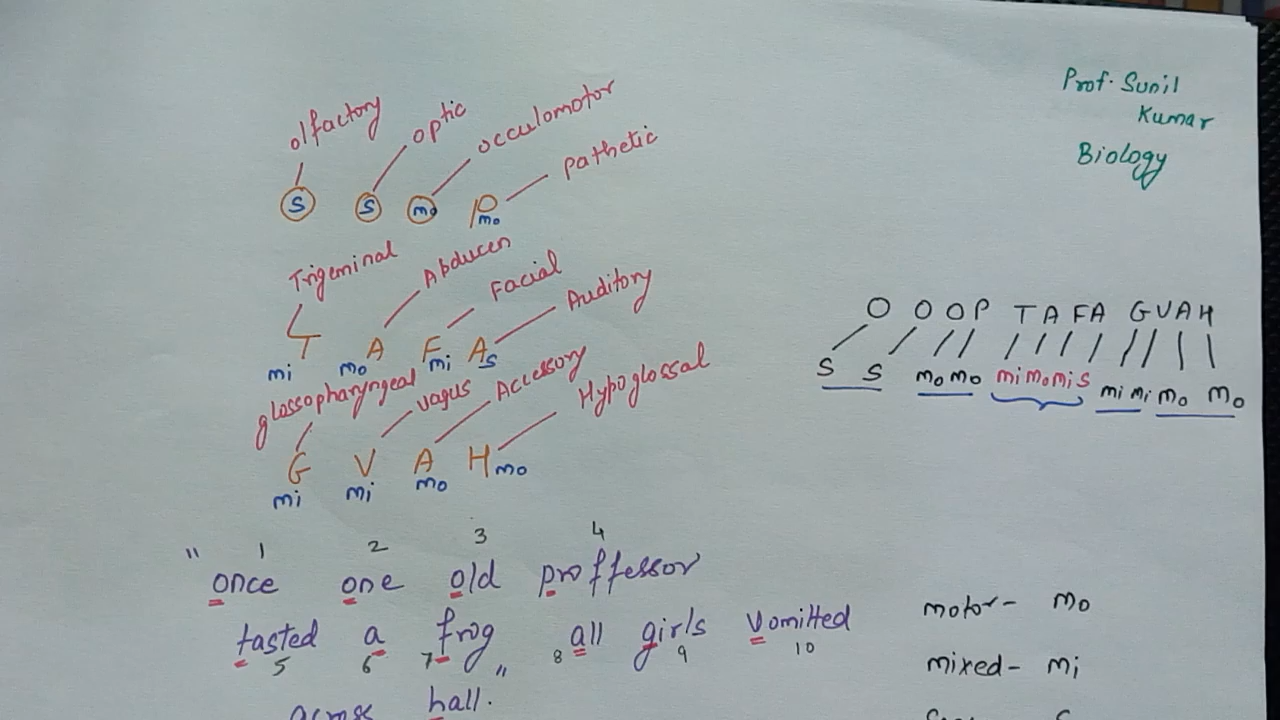 Prof. Sunil
Kumar
Biology
olfactory optic occulomotor pathetic
S S mo P mo
Trigeminal Abducen Facial Auditory
T A F A
mi mo mi S
glossopharyngeal vagus Accessory Hypoglossal
G V A H mo
mi mi mo
O O O P T A F A G V A H
S S mo mo mi mo mi S mi mi mo mo
1 2 3 4
" once one old proffessor
tasted a frog " all girls vomitted
5 6 7 8 9 10
across hall.
motor - mo
mixed - mi